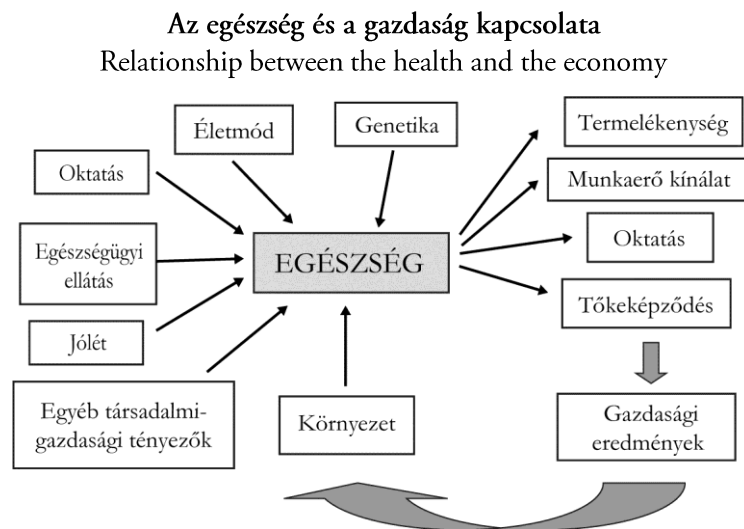 Az egészség és a gazdaság kapcsolata
Relationship between the health and the economy
Életmód
Genetika
Termelékenység
Oktatás
Munkaerő kínálat
Egészségügyi
ellátás
EGÉSZSÉG
Oktatás
Jólét
Tőkeképződés
Egyéb társadalmi-
gazdasági tényezők
Környezet
Gazdasági
eredmények